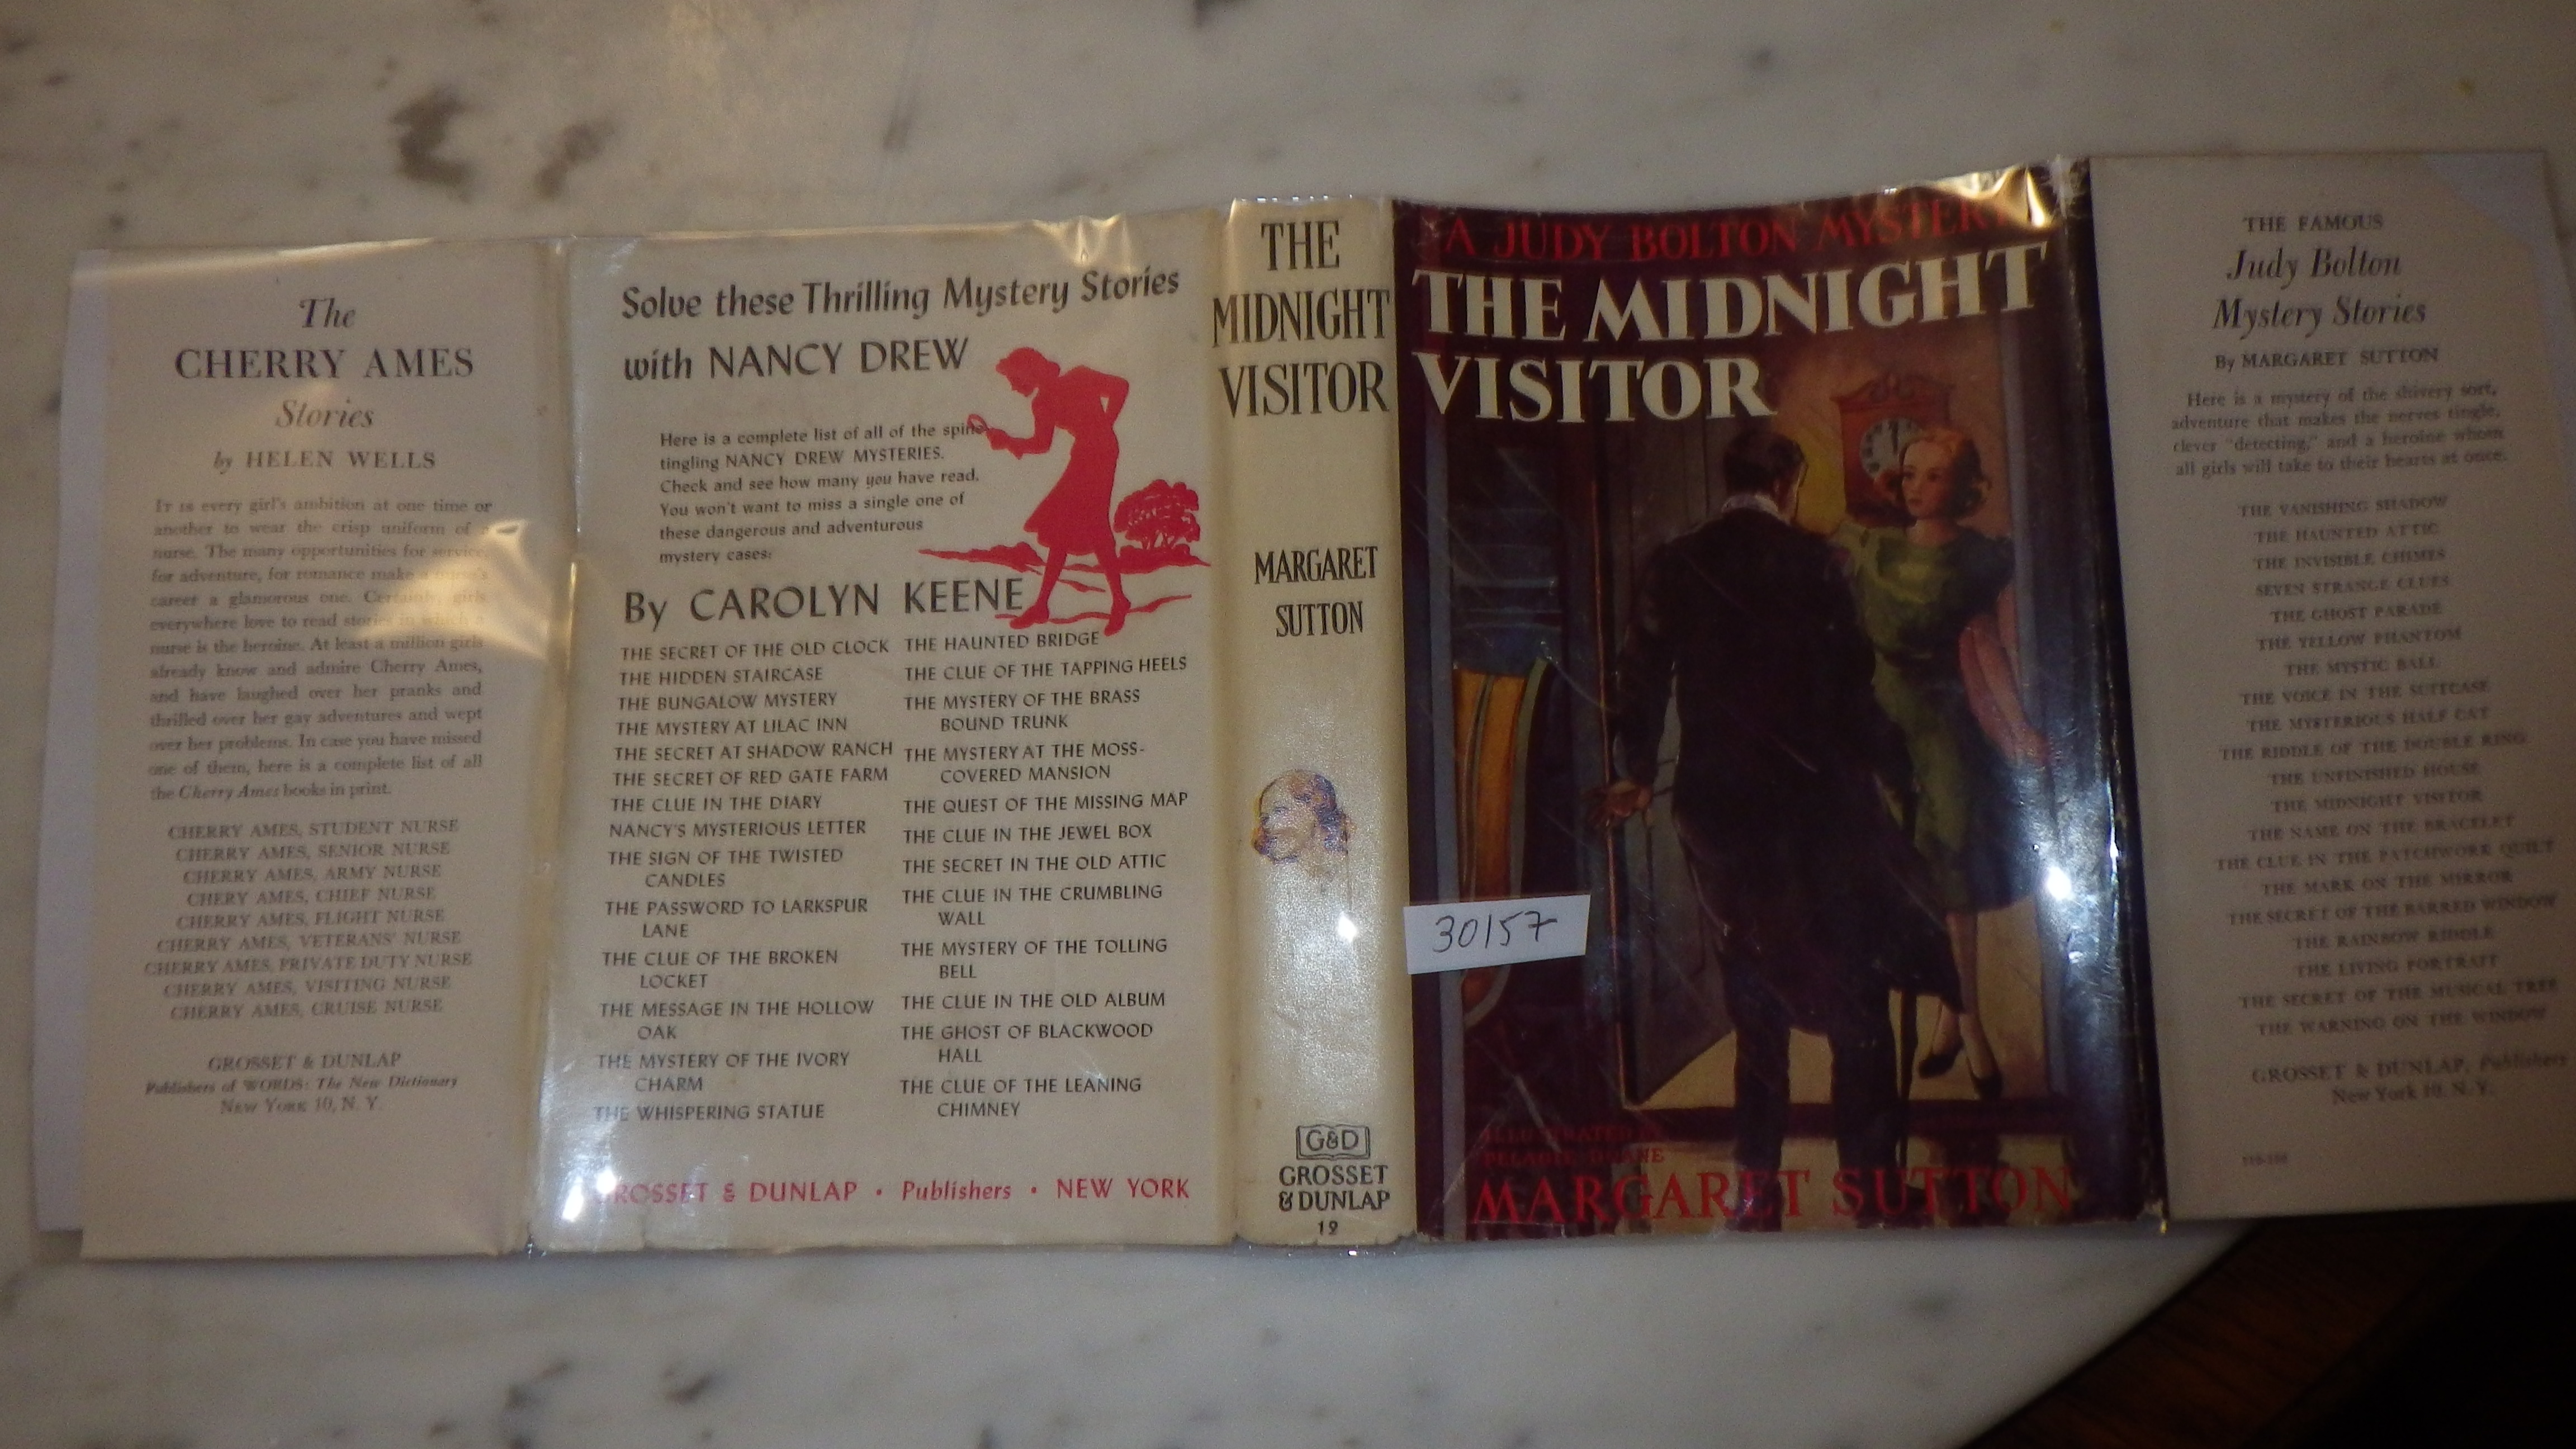 The
CHERRY AMES
Stories
by HELEN WELLS
IT is every girl's ambition at one time or
another to wear the crisp uniform of a
nurse. The many opportunities for service,
for adventure, for romance make a nurse's
career a glamorous one. Certainly, girls
everywhere love to read stories in which a
nurse is the heroine. At least a million girls
already know and admire Cherry Ames,
and have laughed over her pranks and
thrilled over her gay adventures and wept
over her problems. In case you have missed
one of them, here is a complete list of all
the Cherry Ames books in print.
CHERRY AMES, STUDENT NURSE
CHERRY AMES, SENIOR NURSE
CHERRY AMES, ARMY NURSE
CHERY AMES, CHIEF NURSE
CHERRY AMES, FLIGHT NURSE
CHERRY AMES, VETERANS' NURSE
CHERRY AMES, PRIVATE DUTY NURSE
CHERRY AMES, VISITING NURSE
CHERRY AMES, CRUISE NURSE
GROSSET & DUNLAP
Publishers of WORDS: The New Dictionary
New York 10, N. Y.
Solve these Thrilling Mystery Stories
with NANCY DREW
Here is a complete list of all of the spine
tingling NANCY DREW MYSTERIES.
Check and see how many you have read.
You won't want to miss a single one of
these dangerous and adventurous
mystery cases:
By CAROLYN KEENE
THE SECRET OF THE OLD CLOCK
THE HIDDEN STAIRCASE
THE BUNGALOW MYSTERY
THE MYSTERY AT LILAC INN
THE SECRET AT SHADOW RANCH
THE SECRET OF RED GATE FARM
THE CLUE IN THE DIARY
NANCY'S MYSTERIOUS LETTER
THE SIGN OF THE TWISTED
CANDLES
THE PASSWORD TO LARKSPUR
LANE
THE CLUE OF THE BROKEN
LOCKET
THE MESSAGE IN THE HOLLOW
OAK
THE MYSTERY OF THE IVORY
CHARM
THE WHISPERING STATUE
THE HAUNTED BRIDGE
THE CLUE OF THE TAPPING HEELS
THE MYSTERY OF THE BRASS
BOUND TRUNK
THE MYSTERY AT THE MOSS-
COVERED MANSION
THE QUEST OF THE MISSING MAP
THE CLUE IN THE JEWEL BOX
THE SECRET IN THE OLD ATTIC
THE CLUE IN THE CRUMBLING
WALL
THE MYSTERY OF THE TOLLING
BELL
THE CLUE IN THE OLD ALBUM
THE GHOST OF BLACKWOOD
HALL
THE CLUE OF THE LEANING
CHIMNEY
GROSSET & DUNLAP • Publishers • NEW YORK
THE
MIDNIGHT
VISITOR
MARGARET
SUTTON
G&D
GROSSET
& DUNLAP
12
A JUDY BOLTON MYSTERY
THE MIDNIGHT
VISITOR
30157
ILLUSTRATED BY
PELAGIE DOANE
MARGARET SUTTON
THE FAMOUS
Judy Bolton
Mystery Stories
By MARGARET SUTTON
Here is a mystery of the shivery sort,
adventure that makes the nerves tingle,
clever "detecting," and a heroine whom
all girls will take to their hearts at once.
THE VANISHING SHADOW
THE HAUNTED ATTIC
THE INVISIBLE CHIMES
SEVEN STRANGE CLUES
THE GHOST PARADE
THE YELLOW PHANTOM
THE MYSTIC BALL
THE VOICE IN THE SUITCASE
THE MYSTERIOUS HALF CAT
THE RIDDLE OF THE DOUBLE RING
THE UNFINISHED HOUSE
THE MIDNIGHT VISITOR
THE NAME ON THE BRACELET
THE CLUE IN THE PATCHWORK QUILT
THE MARK ON THE MIRROR
THE SECRET OF THE BARRED WINDOW
THE RAINBOW RIDDLE
THE LIVING PORTRAIT
THE SECRET OF THE MUSICAL TREE
THE WARNING ON THE WINDOW
GROSSET & DUNLAP, Publishers
New York 10, N. Y.